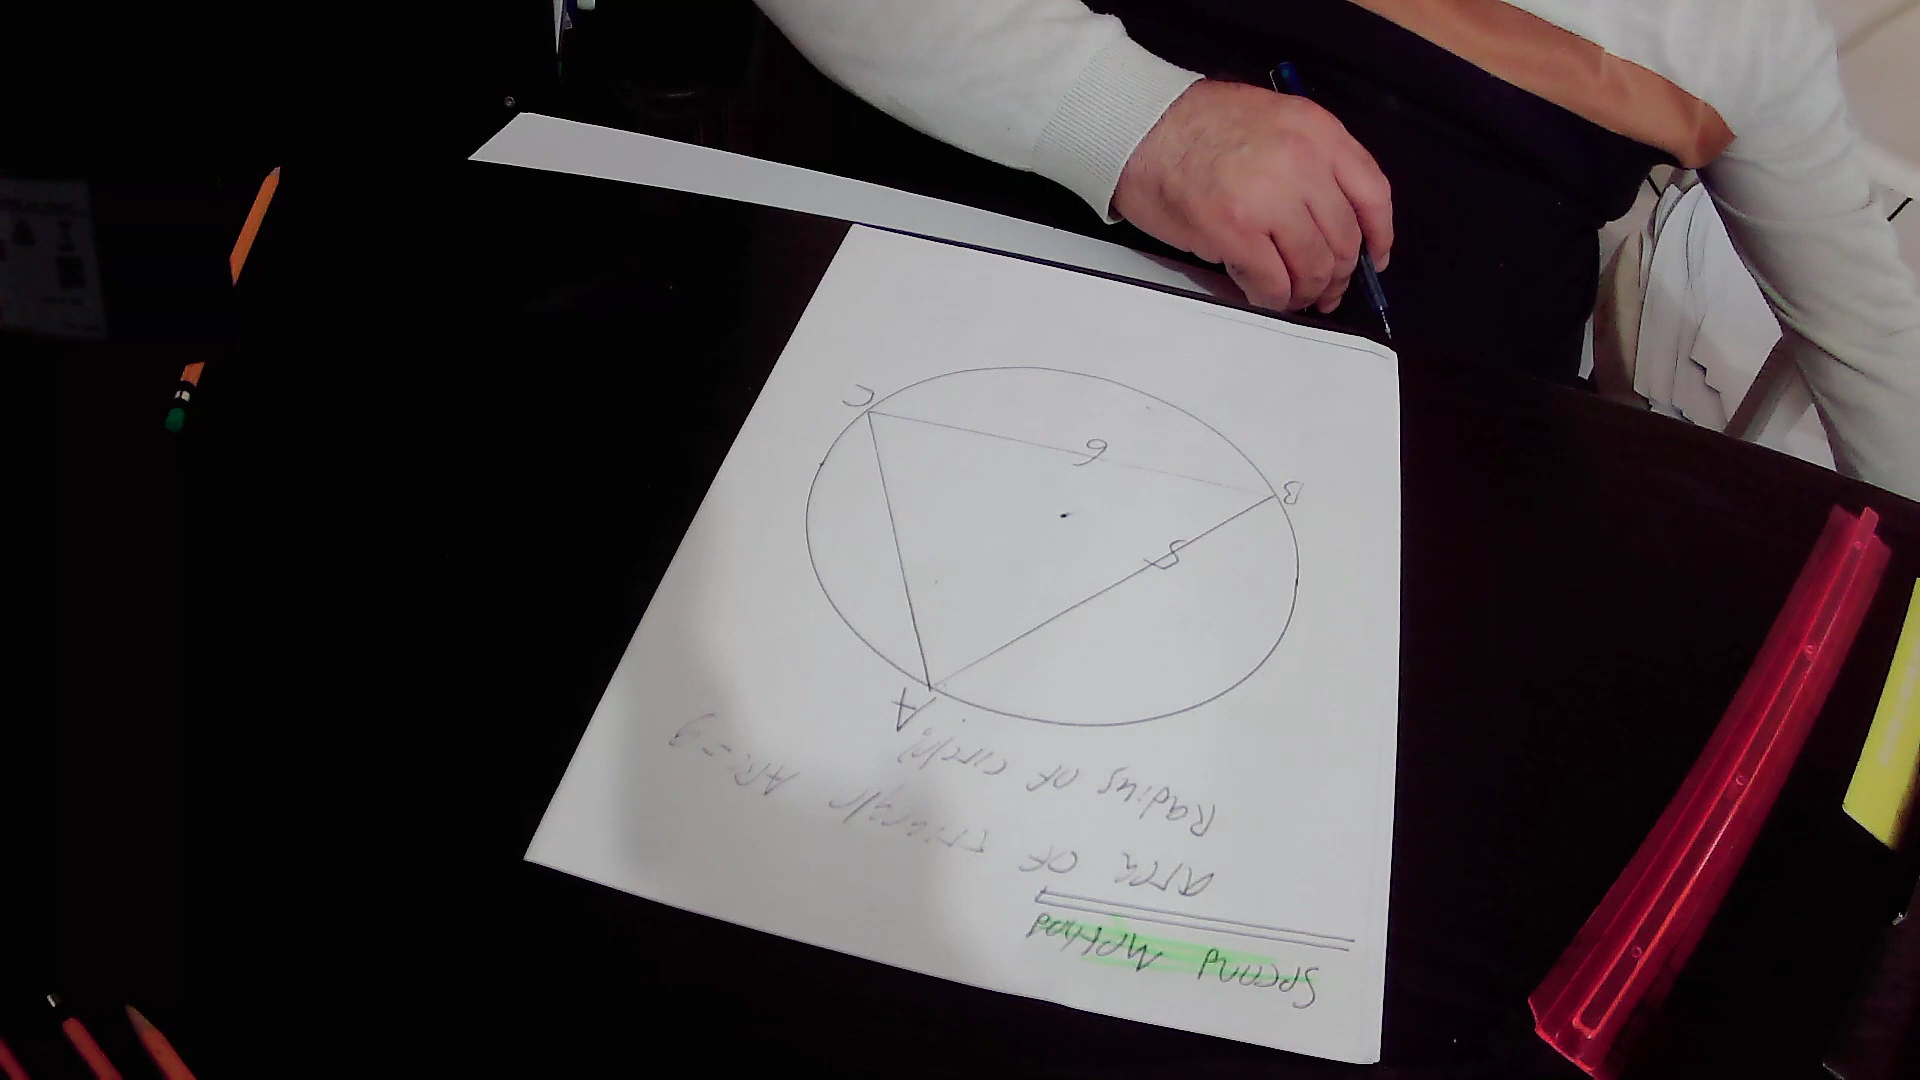 Second Method
area of triangle ABC = 9
Radius of circle?
A
8
B
6
C